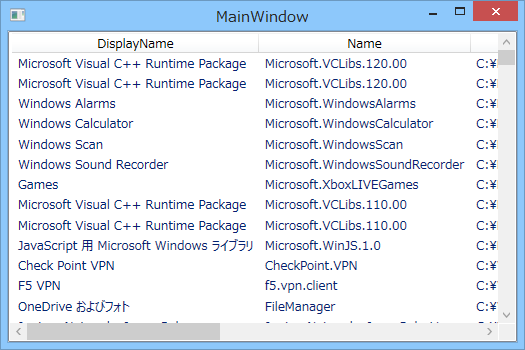 MainWindow
DisplayName Name
Microsoft Visual C++ Runtime Package Microsoft.VCLibs.120.00 C:¥
Microsoft Visual C++ Runtime Package Microsoft.VCLibs.120.00 C:¥
Windows Alarms Microsoft.WindowsAlarms C:¥
Windows Calculator Microsoft.WindowsCalculator C:¥
Windows Scan Microsoft.WindowsScan C:¥
Windows Sound Recorder Microsoft.WindowsSoundRecorder C:¥
Games Microsoft.XboxLIVEGames C:¥
Microsoft Visual C++ Runtime Package Microsoft.VCLibs.110.00 C:¥
Microsoft Visual C++ Runtime Package Microsoft.VCLibs.110.00 C:¥
JavaScript 用 Microsoft Windows ライブラリ Microsoft.WinJS.1.0 C:¥
Check Point VPN CheckPoint.VPN C:¥
F5 VPN f5.vpn.client C:¥
OneDrive およびフォト FileManager C:¥